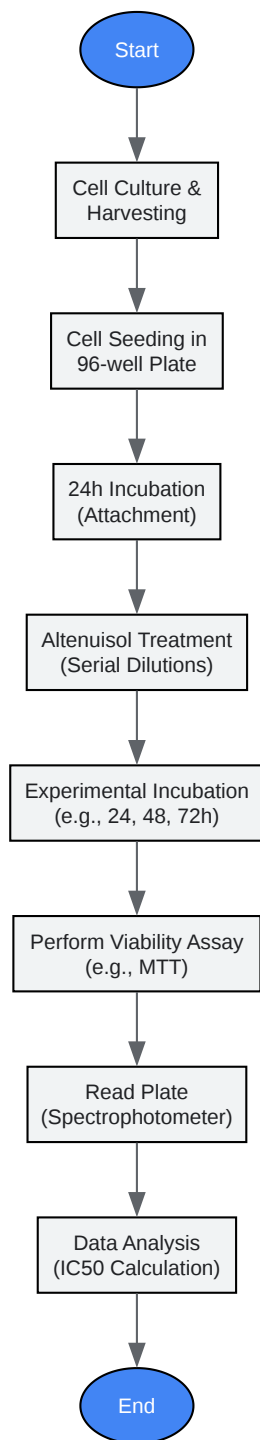 Start
Cell Culture &
Harvesting
Cell Seeding in
96-well Plate
24h Incubation
(Attachment)
Altenuisol Treatment
(Serial Dilutions)
Experimental Incubation
(e.g., 24, 48, 72h)
Perform Viability Assay
(e.g., MTT)
Read Plate
(Spectrophotometer)
Data Analysis
(IC50 Calculation)
End